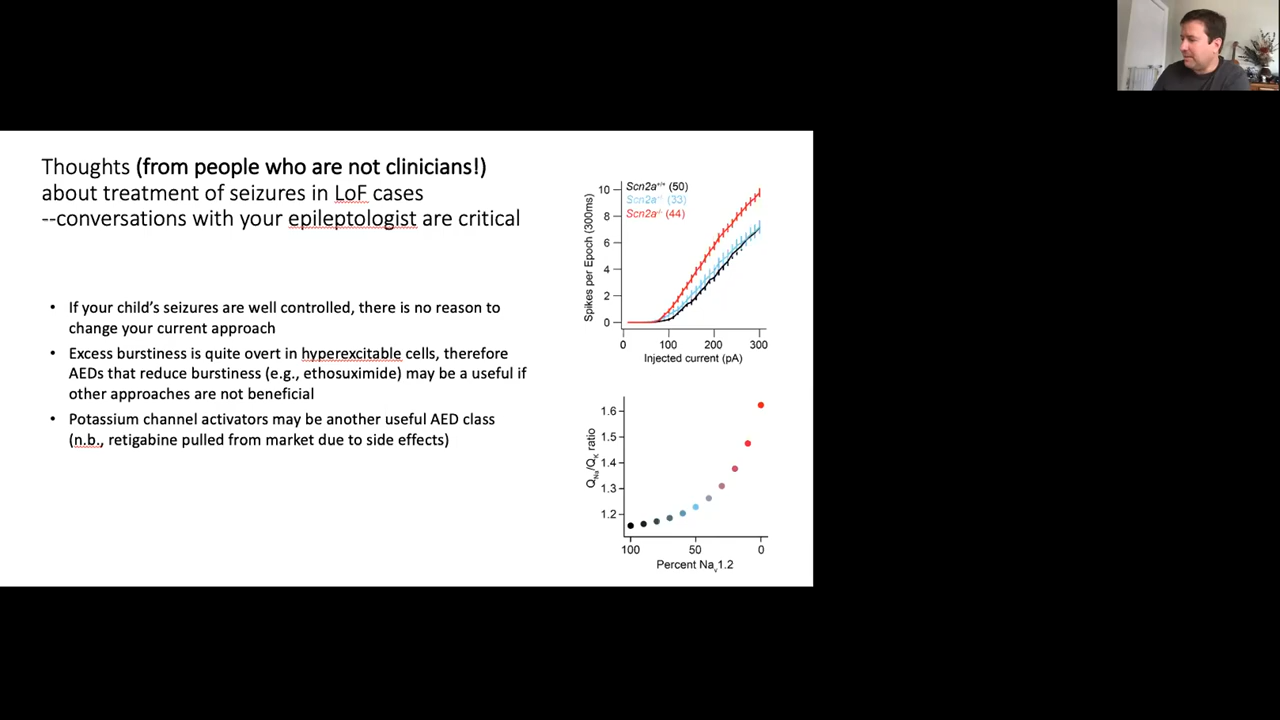 Thoughts (from people who are not clinicians!)
about treatment of seizures in LoF cases
--conversations with your epileptologist are critical
• If your child's seizures are well controlled, there is no reason to
change your current approach
• Excess burstiness is quite overt in hyperexcitable cells, therefore
AEDs that reduce burstiness (e.g., ethosuximide) may be a useful if
other approaches are not beneficial
• Potassium channel activators may be another useful AED class
(n.b., retigabine pulled from market due to side effects)
Scn2a+/+ (50)
Scn2a+/- (33)
Scn2a-/- (44)
Spikes per Epoch (300ms)
10
8
6
4
2
0
0 100 200 300
Injected current (pA)
QNa/QK ratio
1.6
1.5
1.4
1.3
1.2
100 50 0
Percent Nav1.2